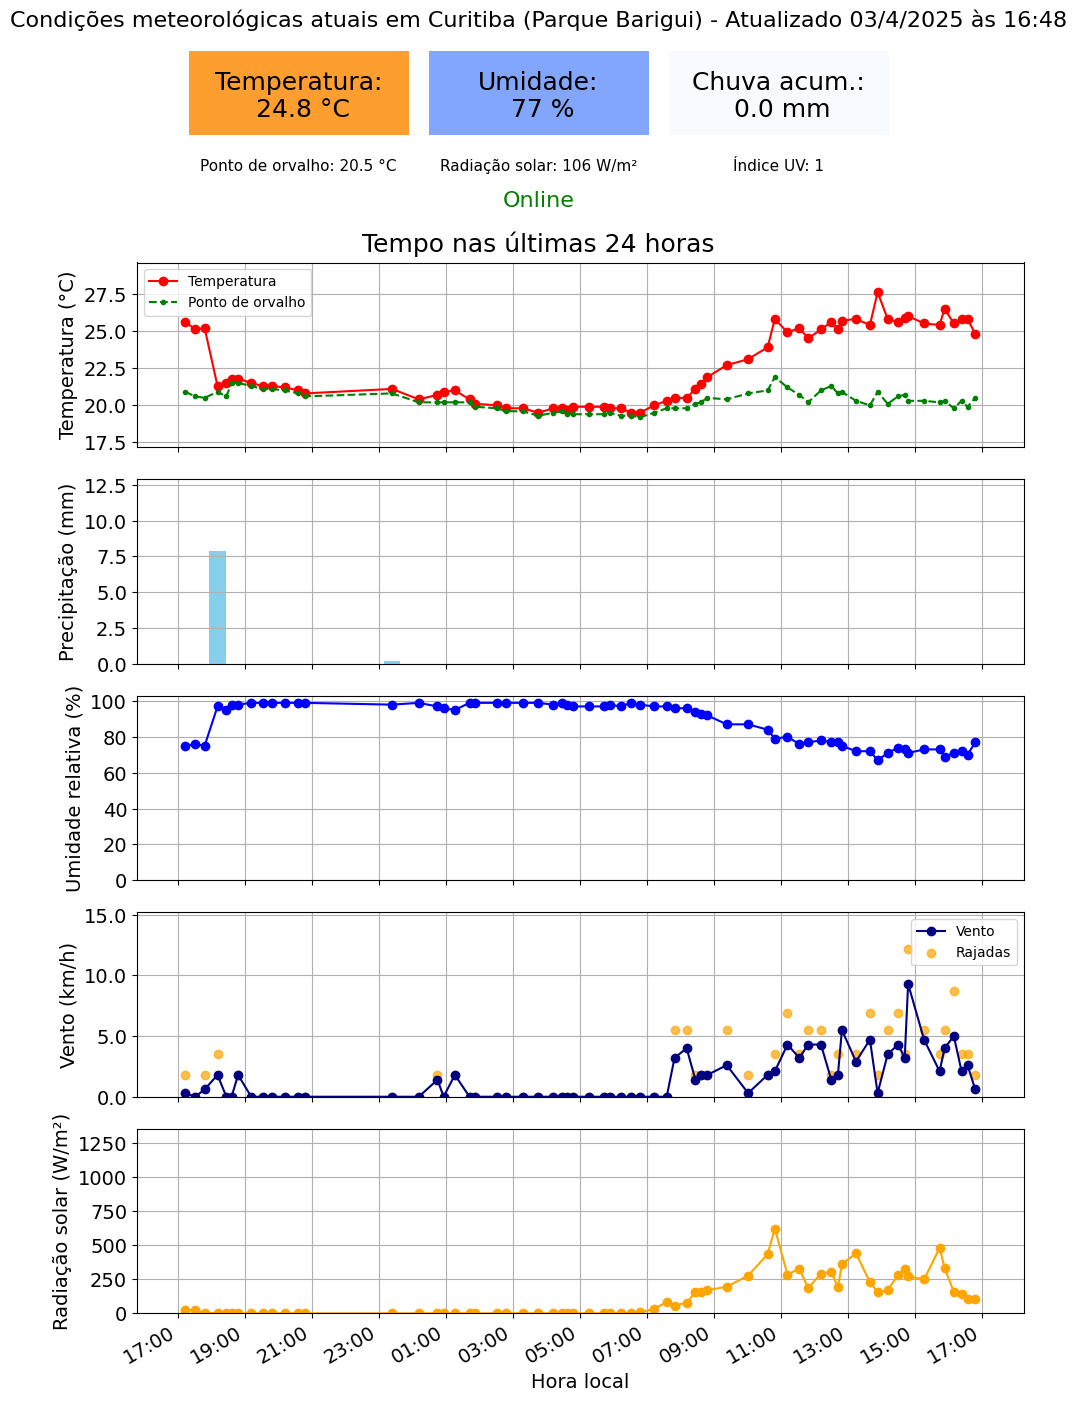 Condições meteorológicas atuais em Curitiba (Parque Barigui) - Atualizado 03/4/2025 às 16:48
Temperatura:
24.8 °C
Umidade:
77 %
Chuva acum.:
0.0 mm
Ponto de orvalho: 20.5 °C
Radiação solar: 106 W/m²
Índice UV: 1
Online
Tempo nas últimas 24 horas
Temperatura (°C)
27.5
25.0
22.5
20.0
17.5
Temperatura
Ponto de orvalho
Precipitação (mm)
12.5
10.0
7.5
5.0
2.5
0.0
Umidade relativa (%)
100
80
60
40
20
0
Vento (km/h)
15.0
10.0
5.0
0.0
Vento
Rajadas
Radiação solar (W/m²)
1250
1000
750
500
250
0
17:00
19:00
21:00
23:00
01:00
03:00
05:00
07:00
09:00
11:00
13:00
15:00
17:00
Hora local